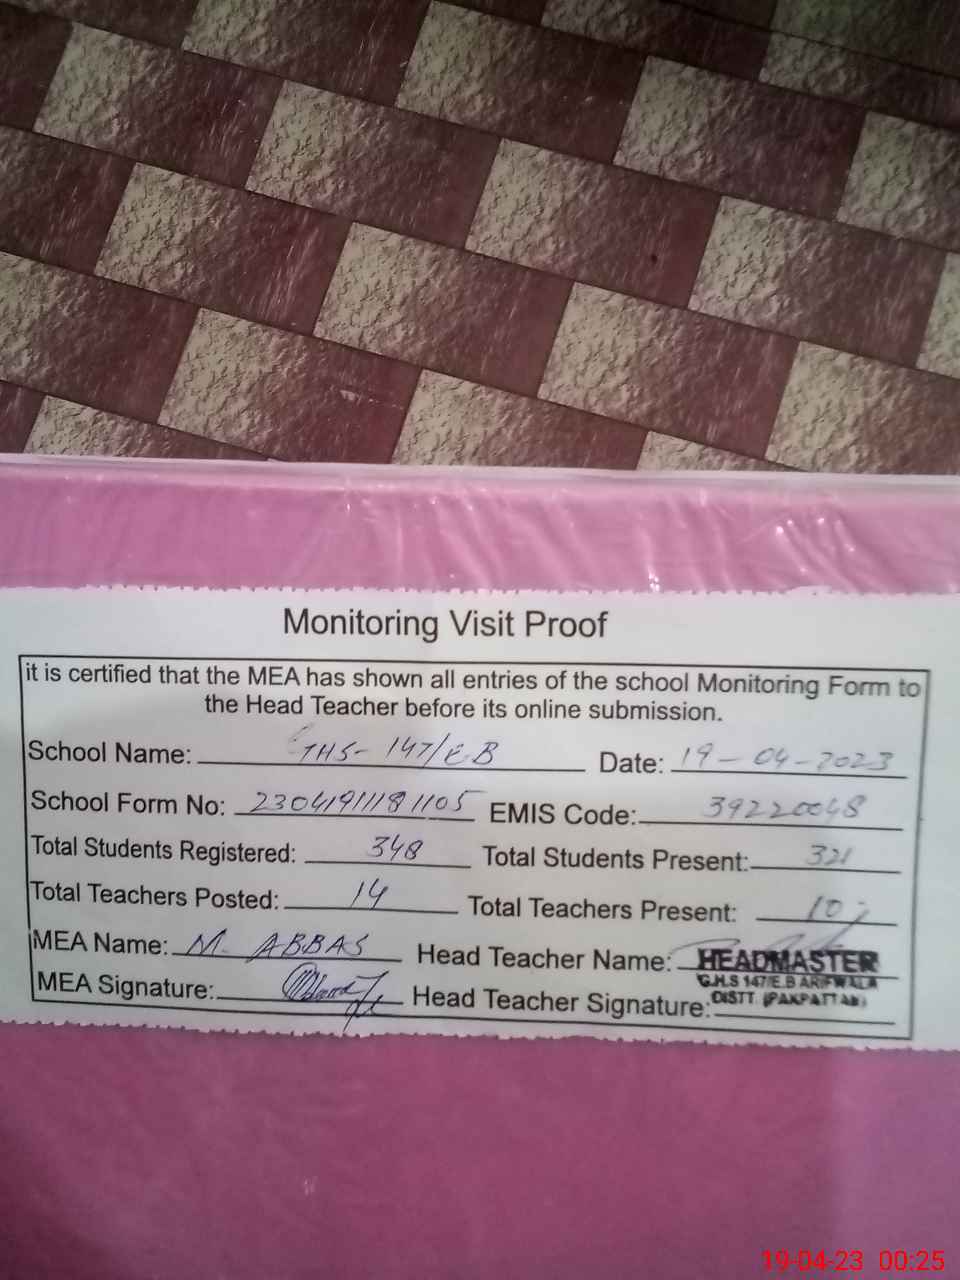 Monitoring Visit Proof
it is certified that the MEA has shown all entries of the school Monitoring Form to
the Head Teacher before its online submission.
School Name: GHS- 147/EB Date: 19-04-2023
School Form No: 23041911181105 EMIS Code: 39220048
Total Students Registered: 348 Total Students Present: 321
Total Teachers Posted: 14 Total Teachers Present: 10
MEA Name: M. ABBAS Head Teacher Name: HEADMASTER
G.H.S 147/E.B ARIFWALA
MEA Signature: Head Teacher Signature: DISTT. (PAKPATTAN)
19-04-23 00:25